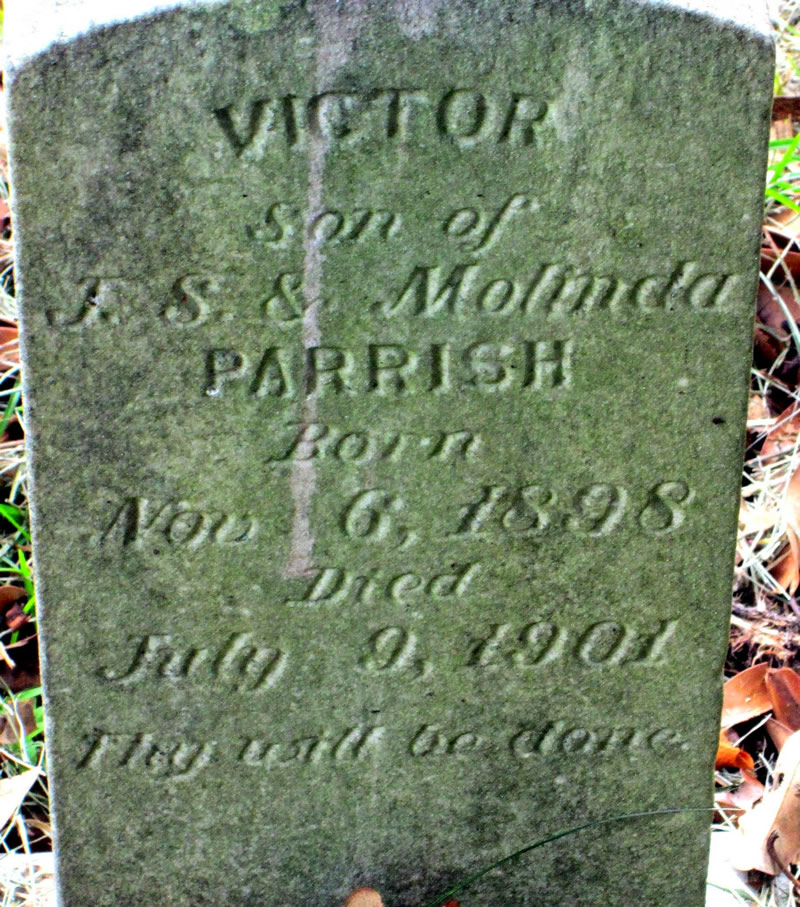 VICTOR
son of
F. S. & Molinda
PARRISH
Born
Nov 6, 1898
Died
July 9, 1901
Thy will be done.